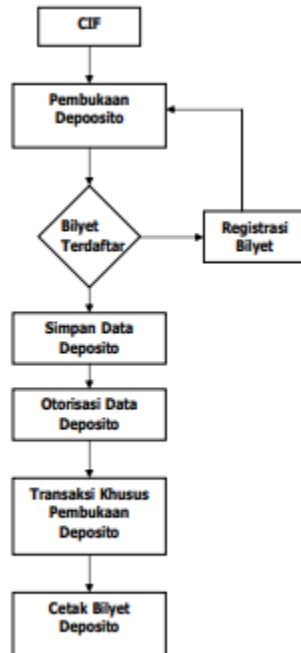 CIF
Pembukaan
Depoosito
Bilyet
Terdaftar
Registrasi
Bilyet
Simpan Data
Deposito
Otorisasi Data
Deposito
Transaksi Khusus
Pembukaan
Deposito
Cetak Bilyet
Deposito